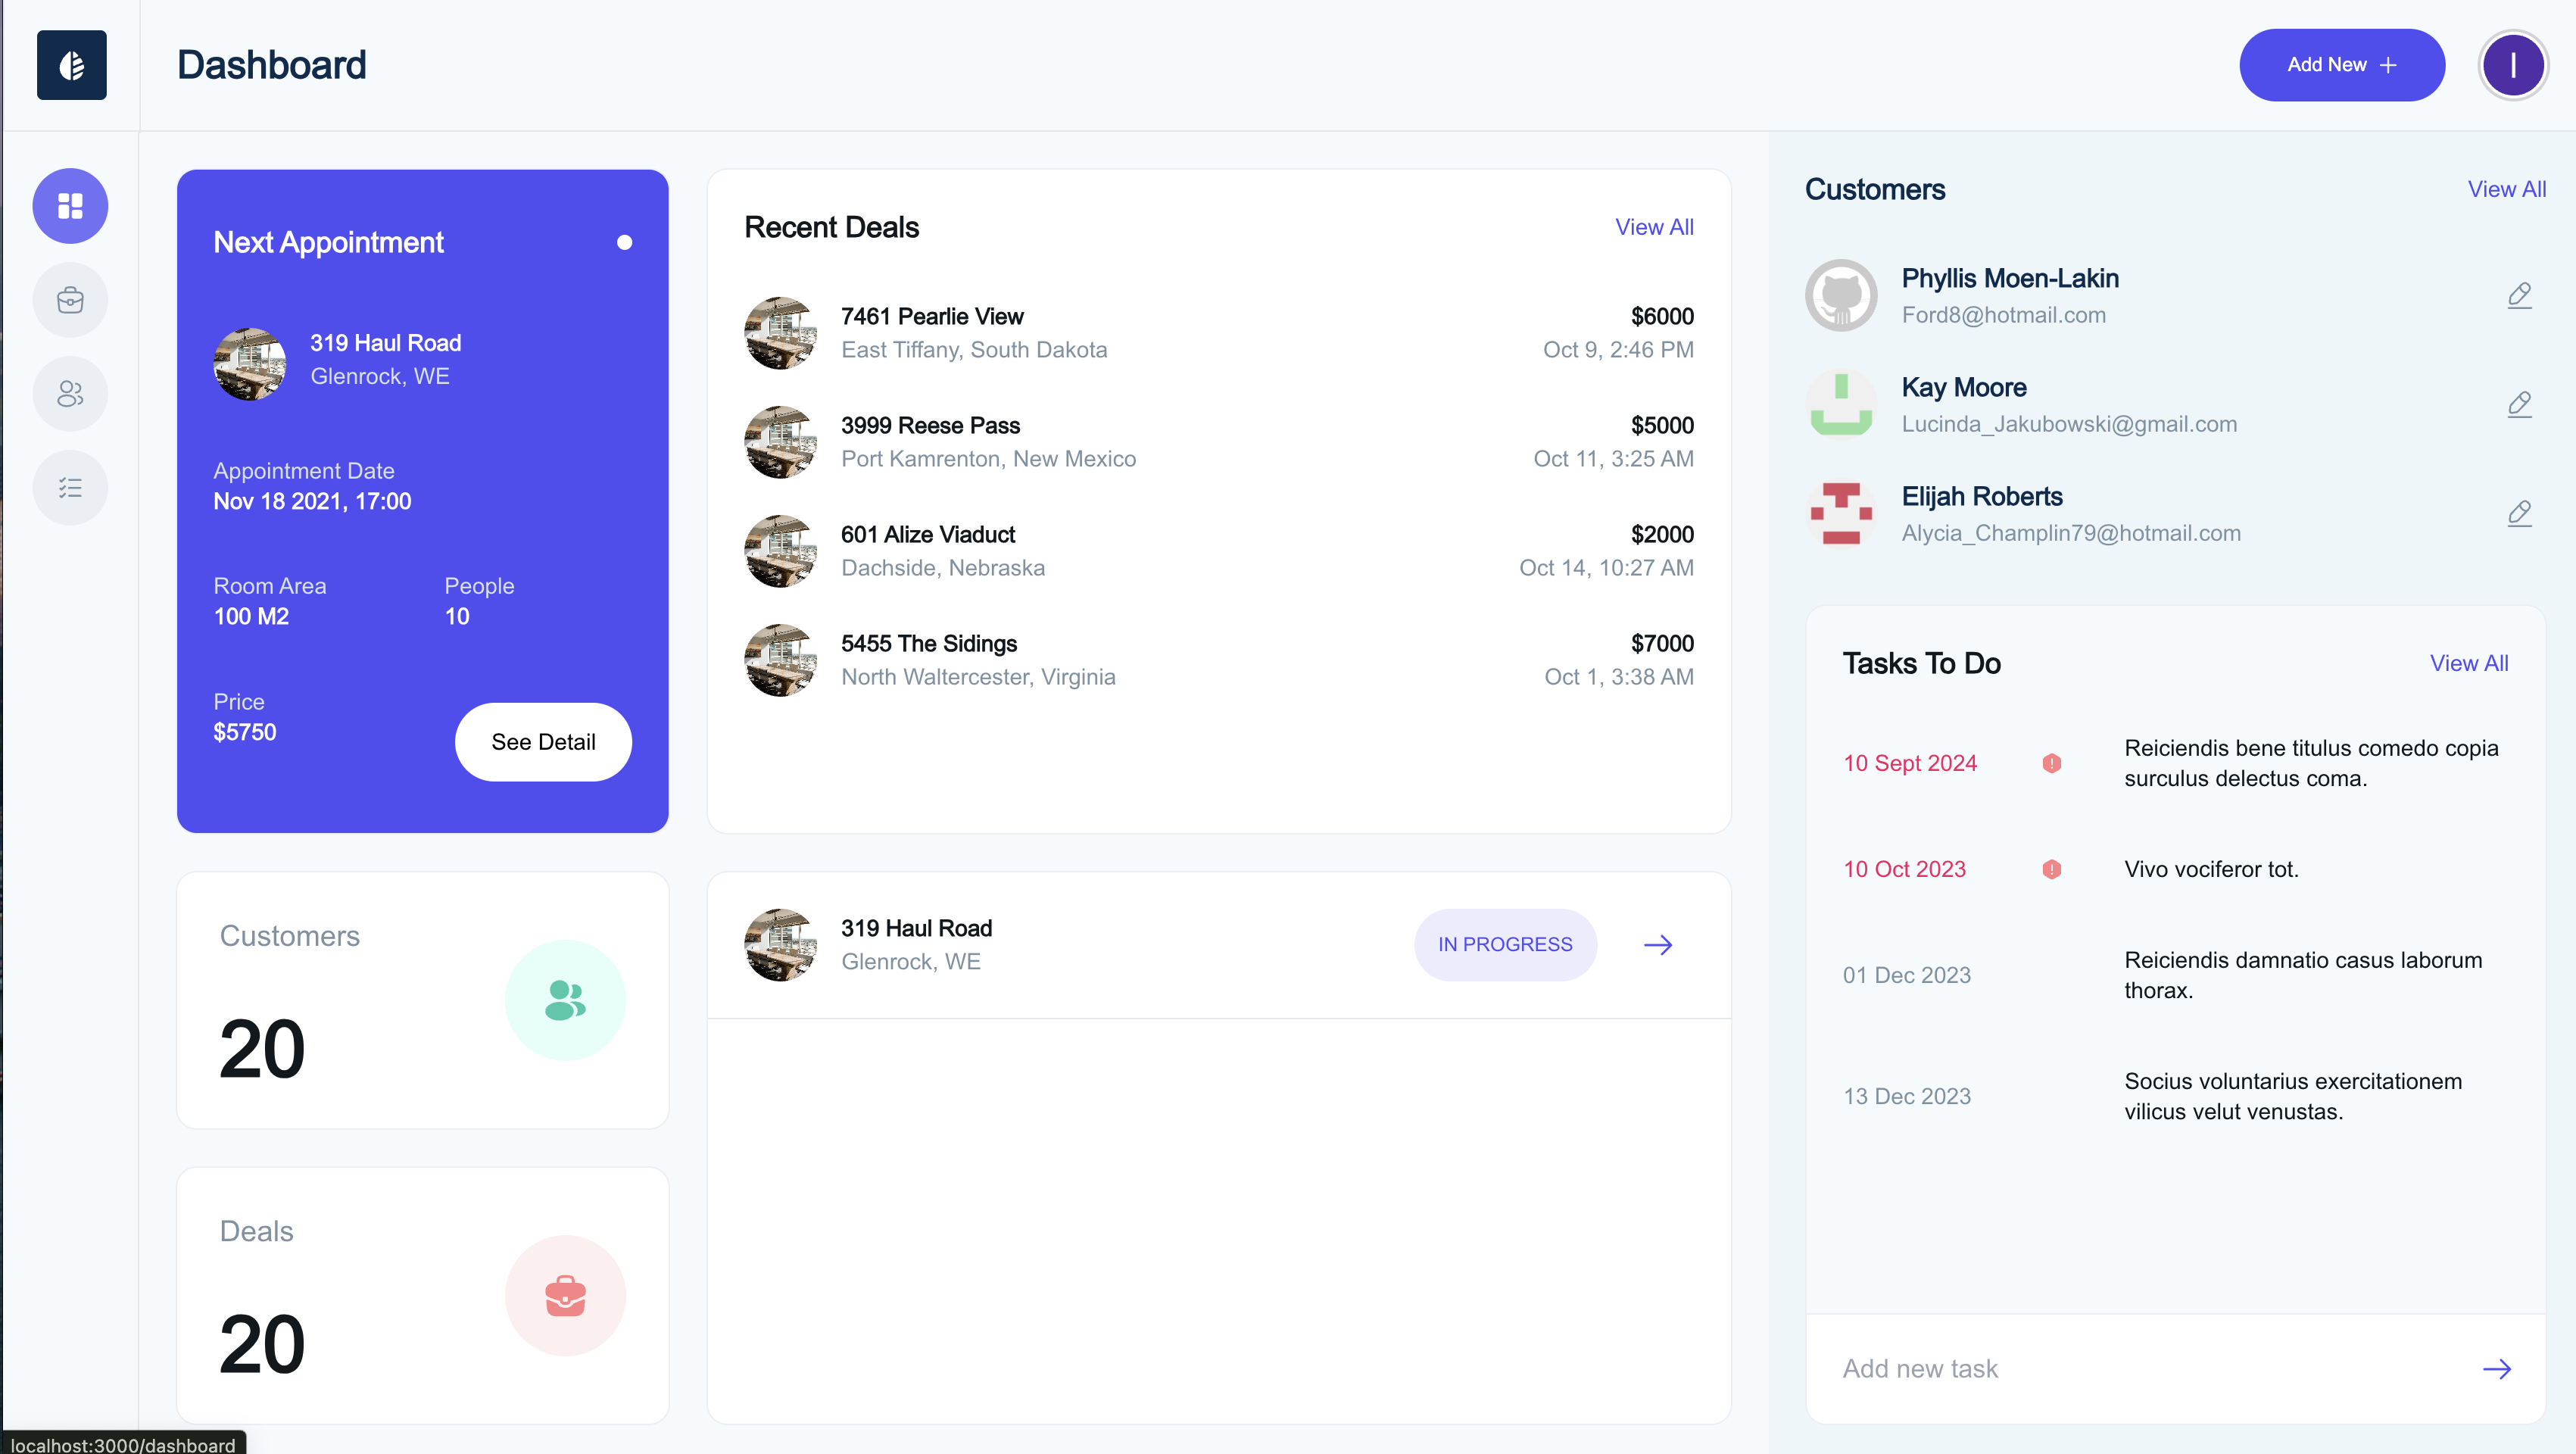 Dashboard
Add New
I
Next Appointment
319 Haul Road
Glenrock, WE
Appointment Date
Nov 18 2021, 17:00
Room Area
People
100 M2
10
Price
$5750
See Detail
Recent Deals
View All
7461 Pearlie View
$6000
East Tiffany, South Dakota
Oct 9, 2:46 PM
3999 Reese Pass
$5000
Port Kamrenton, New Mexico
Oct 11, 3:25 AM
601 Alize Viaduct
$2000
Dachside, Nebraska
Oct 14, 10:27 AM
5455 The Sidings
$7000
North Waltercester, Virginia
Oct 1, 3:38 AM
Customers
20
Deals
20
319 Haul Road
Glenrock, WE
IN PROGRESS
Customers
View All
Phyllis Moen-Lakin
Ford8@hotmail.com
Kay Moore
Lucinda_Jakubowski@gmail.com
Elijah Roberts
Alycia_Champlin79@hotmail.com
Tasks To Do
View All
10 Sept 2024
Reiciendis bene titulus comedo copia
surculus delectus coma.
10 Oct 2023
Vivo vociferor tot.
01 Dec 2023
Reiciendis damnatio casus laborum
thorax.
13 Dec 2023
Socius voluntarius exercitationem
vilicus velut venustas.
Add new task
localhost:3000/dashboard